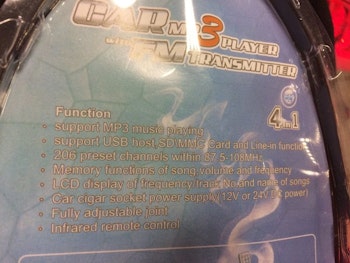 CAR MP3 PLAYER
WITH FM TRANSMITTER
4 in 1
Function
· support MP3 music playing
· support USB host,SD/MMC Card and Line-in function
· 206 preset channels within 87.5-108MHz
· Memory functions of song,volume and frequency
· LCD display of frequency,track No,and name of songs
· Car cigar socket power supply(12V or 24V DC power)
· Fully adjustable joint
· Infrared remote control